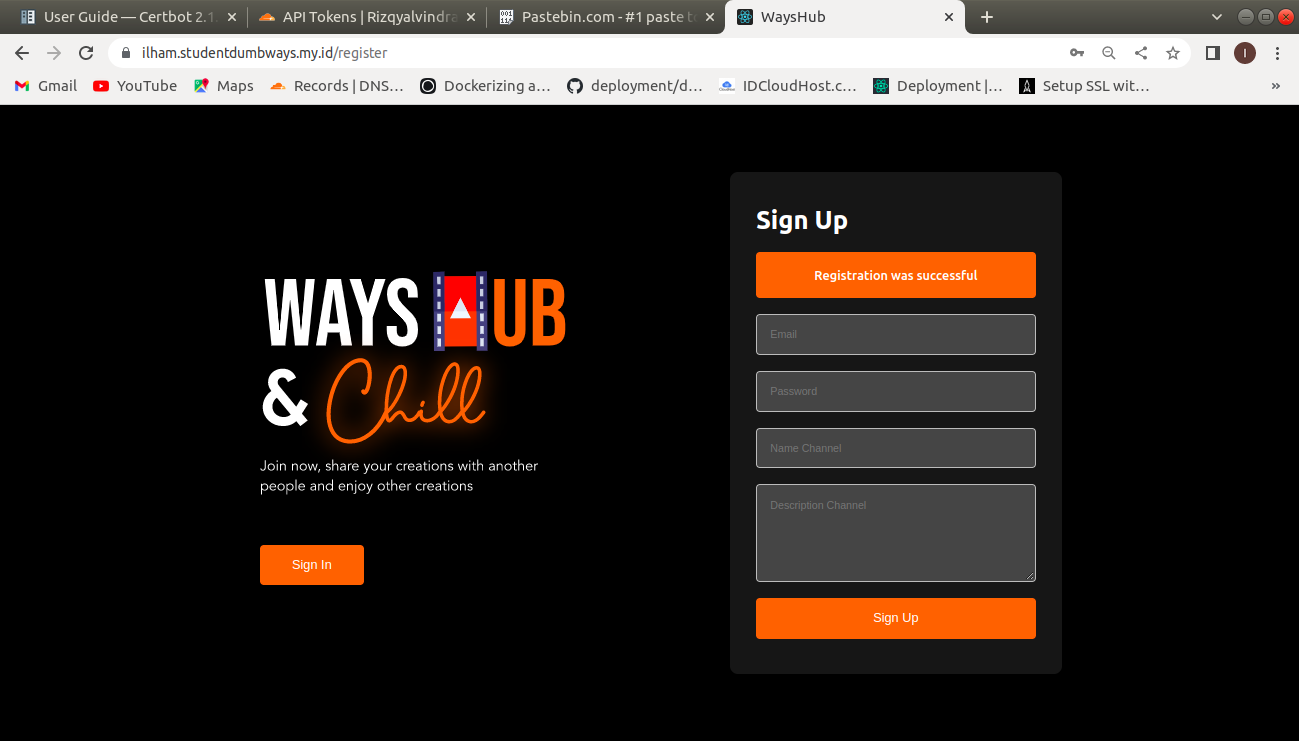 User Guide — Certbot 2.1.
API Tokens | Rizqyalvindra
Pastebin.com - #1 paste to
WaysHub
ilham.studentdumbways.my.id/register
I
Gmail
YouTube
Maps
Records | DNS…
Dockerizing a…
deployment/d…
IDCloudHost.c…
Deployment |…
Setup SSL wit…
»
WAYS HUB
& Chill
Join now, share your creations with another
people and enjoy other creations
Sign In
Sign Up
Registration was successful
Email
Password
Name Channel
Description Channel
Sign Up